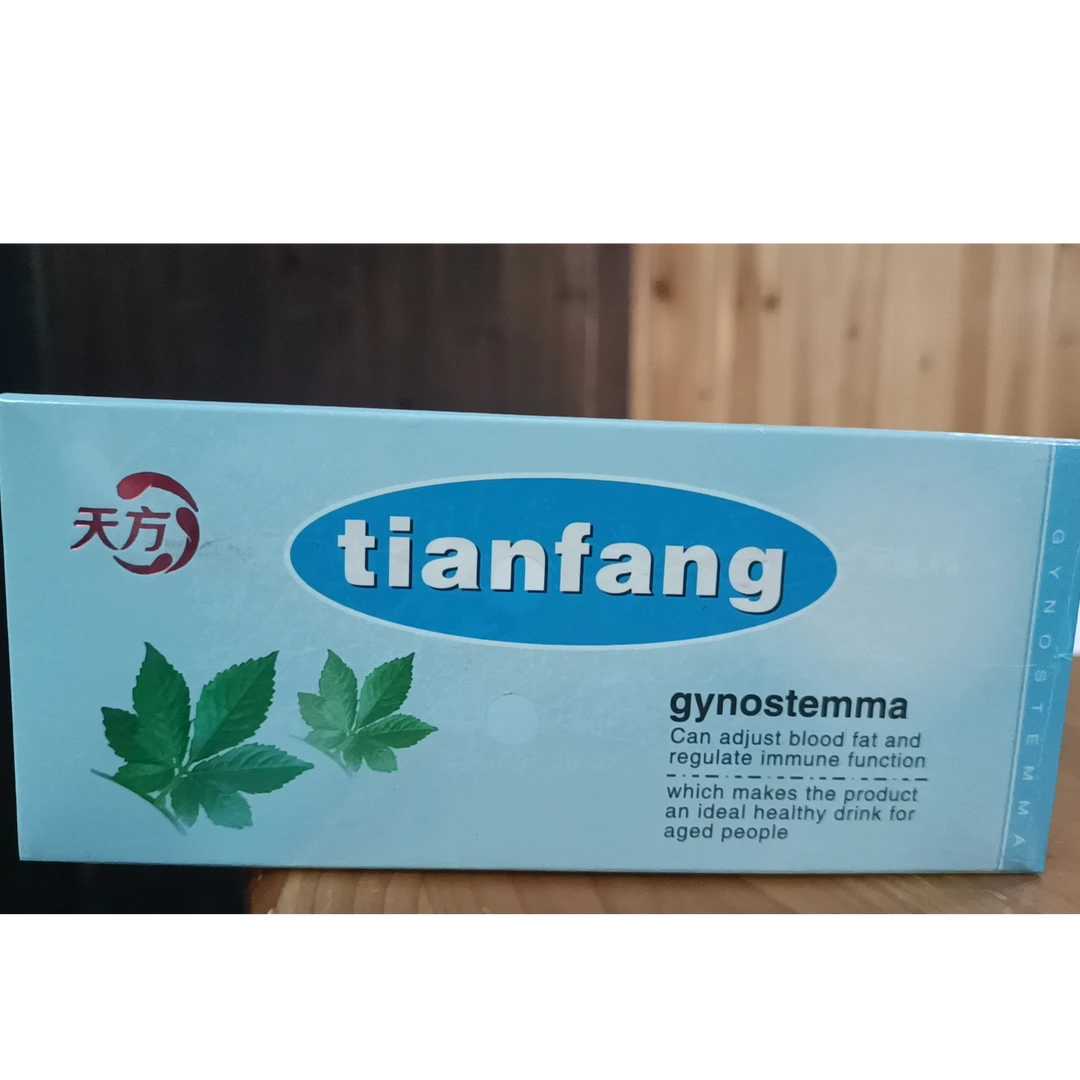 天方
tianfang
gynostemma
Can adjust blood fat and
regulate immune function
which makes the product
an ideal healthy drink for
aged people
GYNOSTEMMA